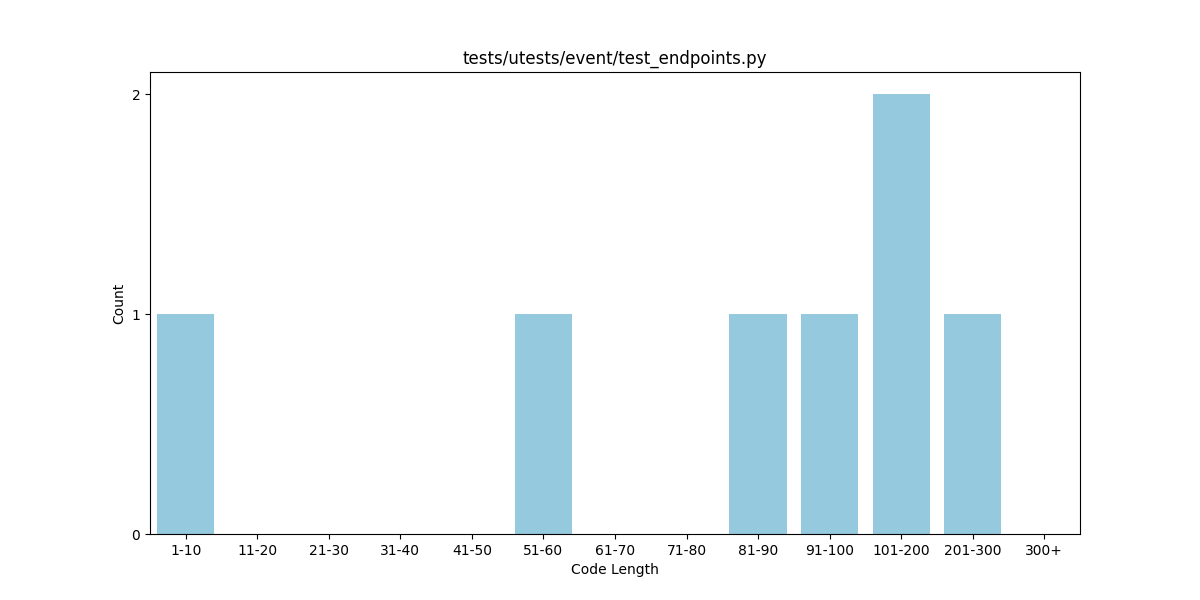 tests/utests/event/test_endpoints.py
2
1
0
Count
1-10 11-20 21-30 31-40 41-50 51-60 61-70 71-80 81-90 91-100 101-200 201-300 300+
Code Length